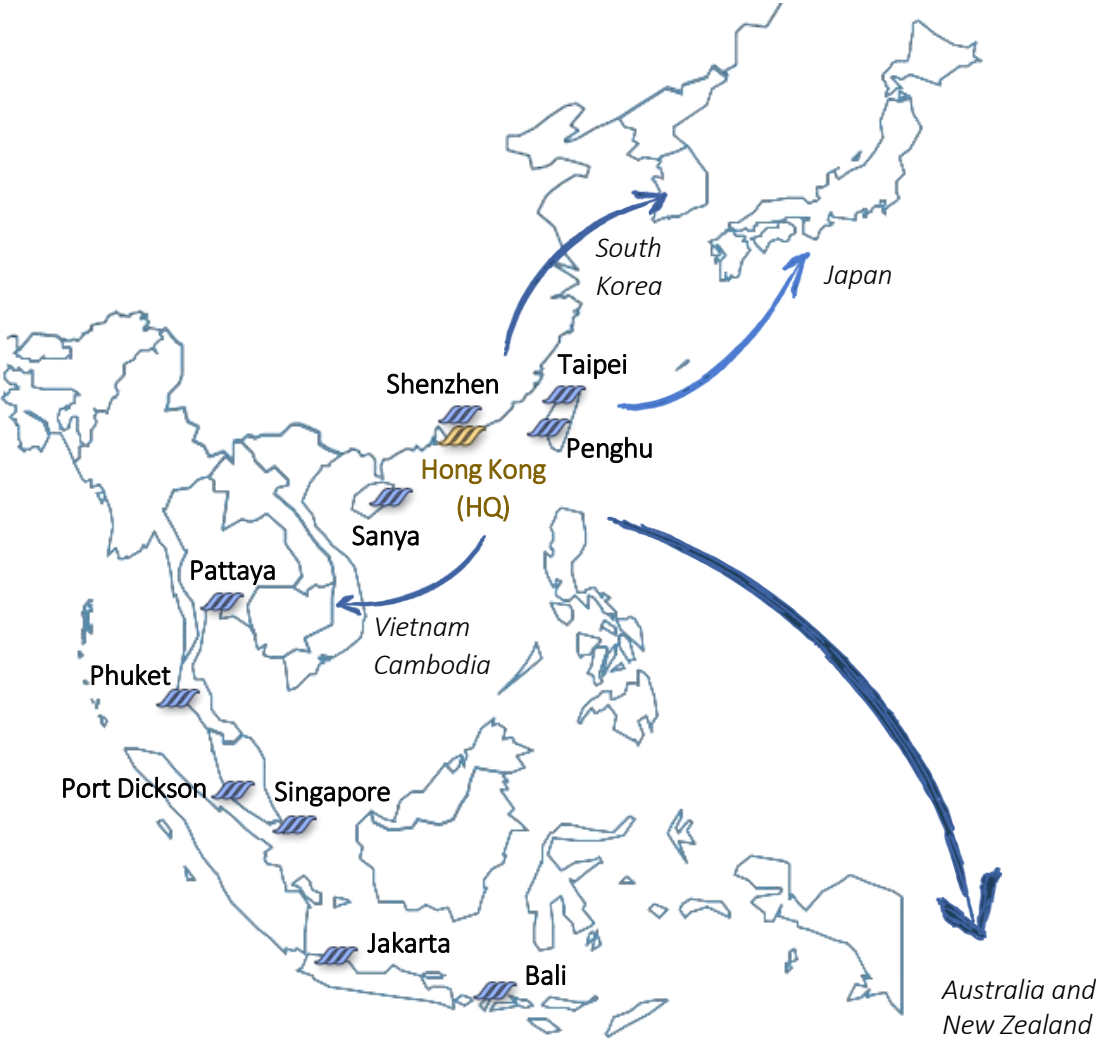 South
Korea
Japan
Taipei
Shenzhen
Penghu
Hong Kong
(HQ)
Sanya
Pattaya
Vietnam
Cambodia
Phuket
Port Dickson
Singapore
Jakarta
Bali
Australia and
New Zealand